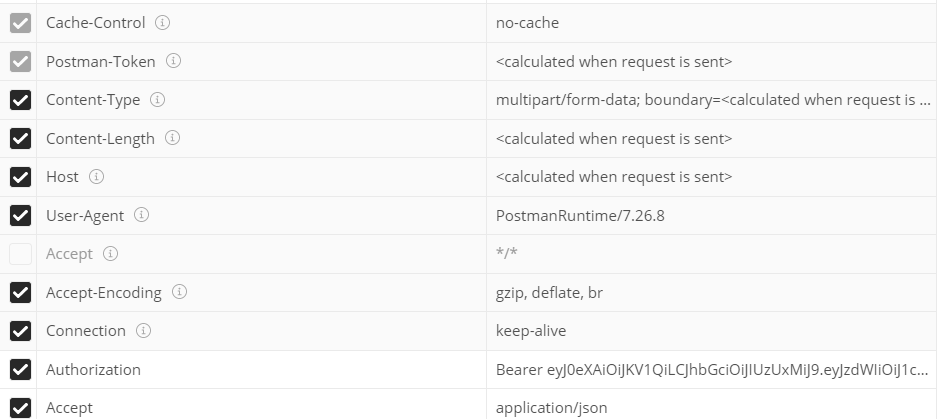 Cache-Control no-cache
Postman-Token <calculated when request is sent>
Content-Type multipart/form-data; boundary=<calculated when request is ...
Content-Length <calculated when request is sent>
Host <calculated when request is sent>
User-Agent PostmanRuntime/7.26.8
Accept */*
Accept-Encoding gzip, deflate, br
Connection keep-alive
Authorization Bearer eyJ0eXAiOiJKV1QiLCJhbGciOiJIUzUxMiJ9.eyJzdWIiOiJ1c...
Accept application/json